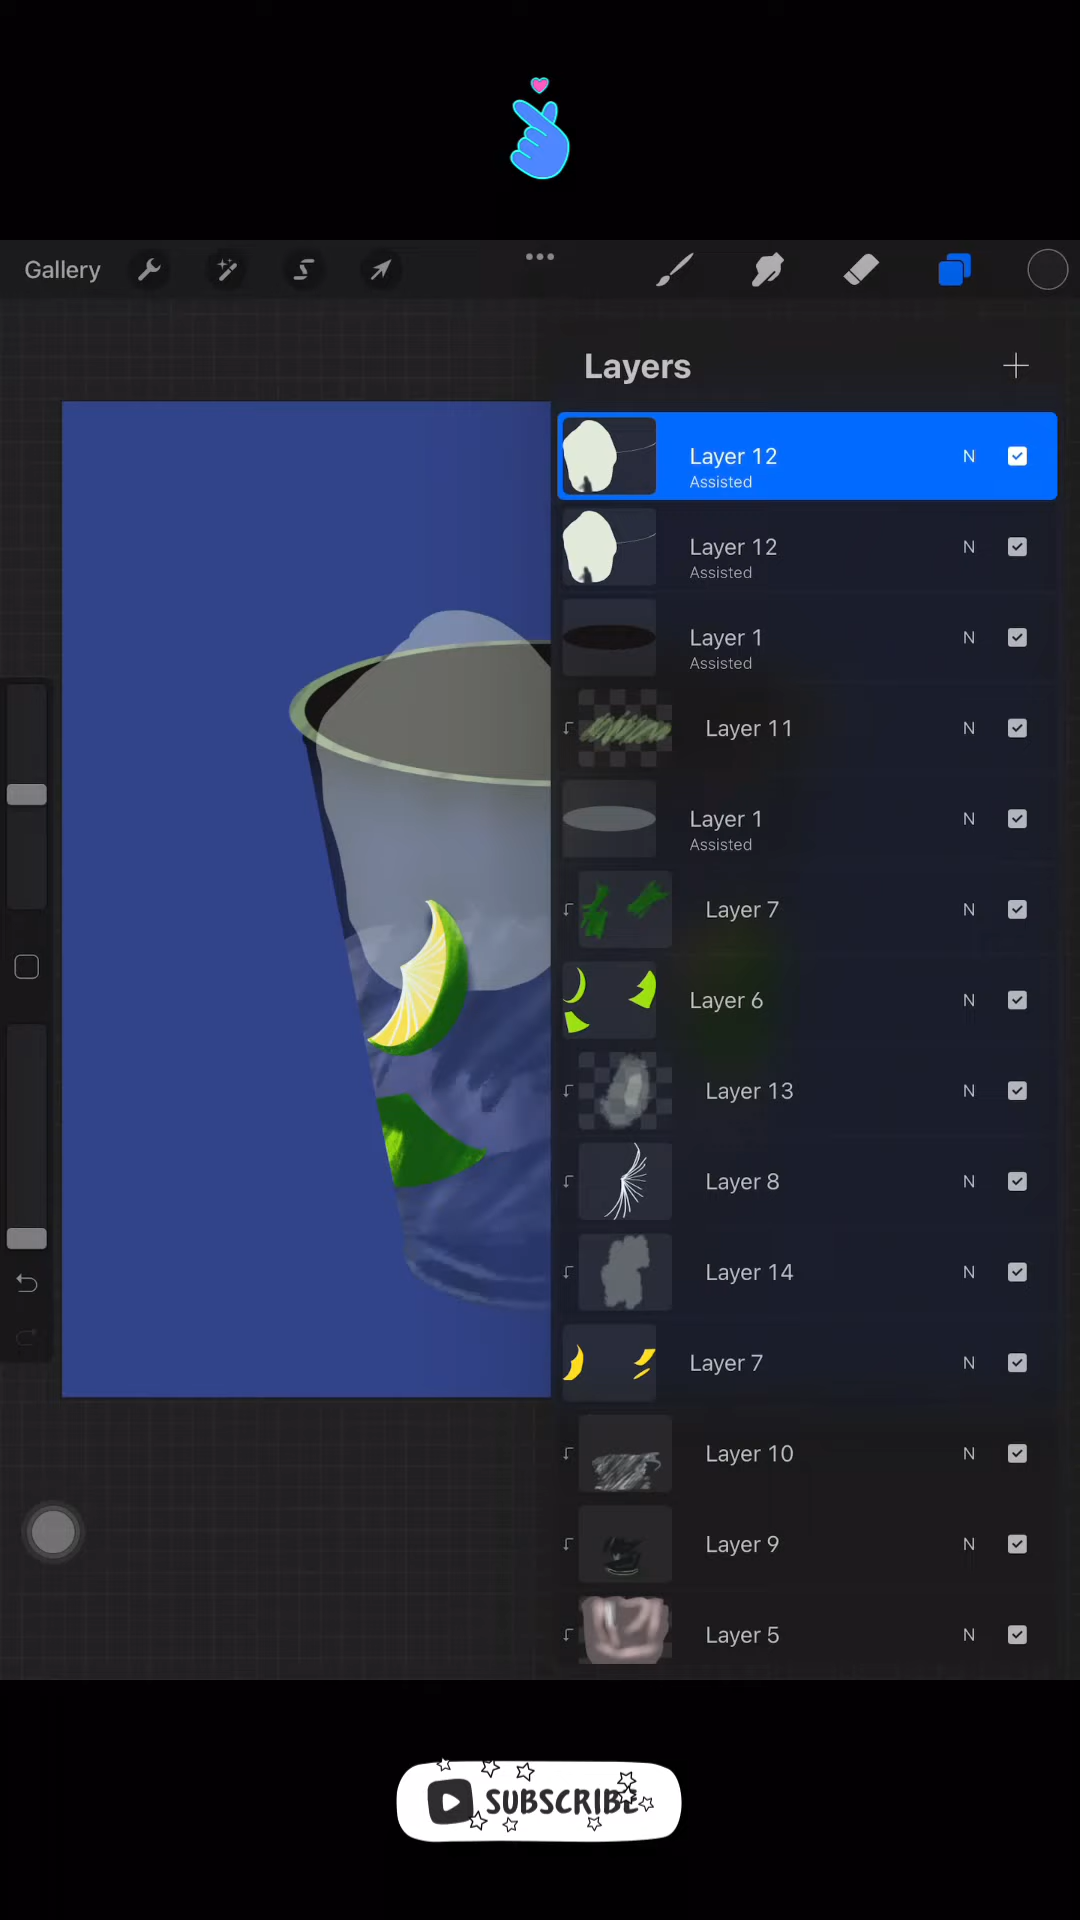 Gallery
Layers
Layer 12
N
Assisted
Layer 12
N
Assisted
Layer 1
N
Assisted
Layer 11
N
Layer 1
N
Assisted
Layer 7
N
Layer 6
N
Layer 13
N
Layer 8
N
Layer 14
N
Layer 7
N
Layer 10
N
Layer 9
N
Layer 5
N
SUBSCRIBE